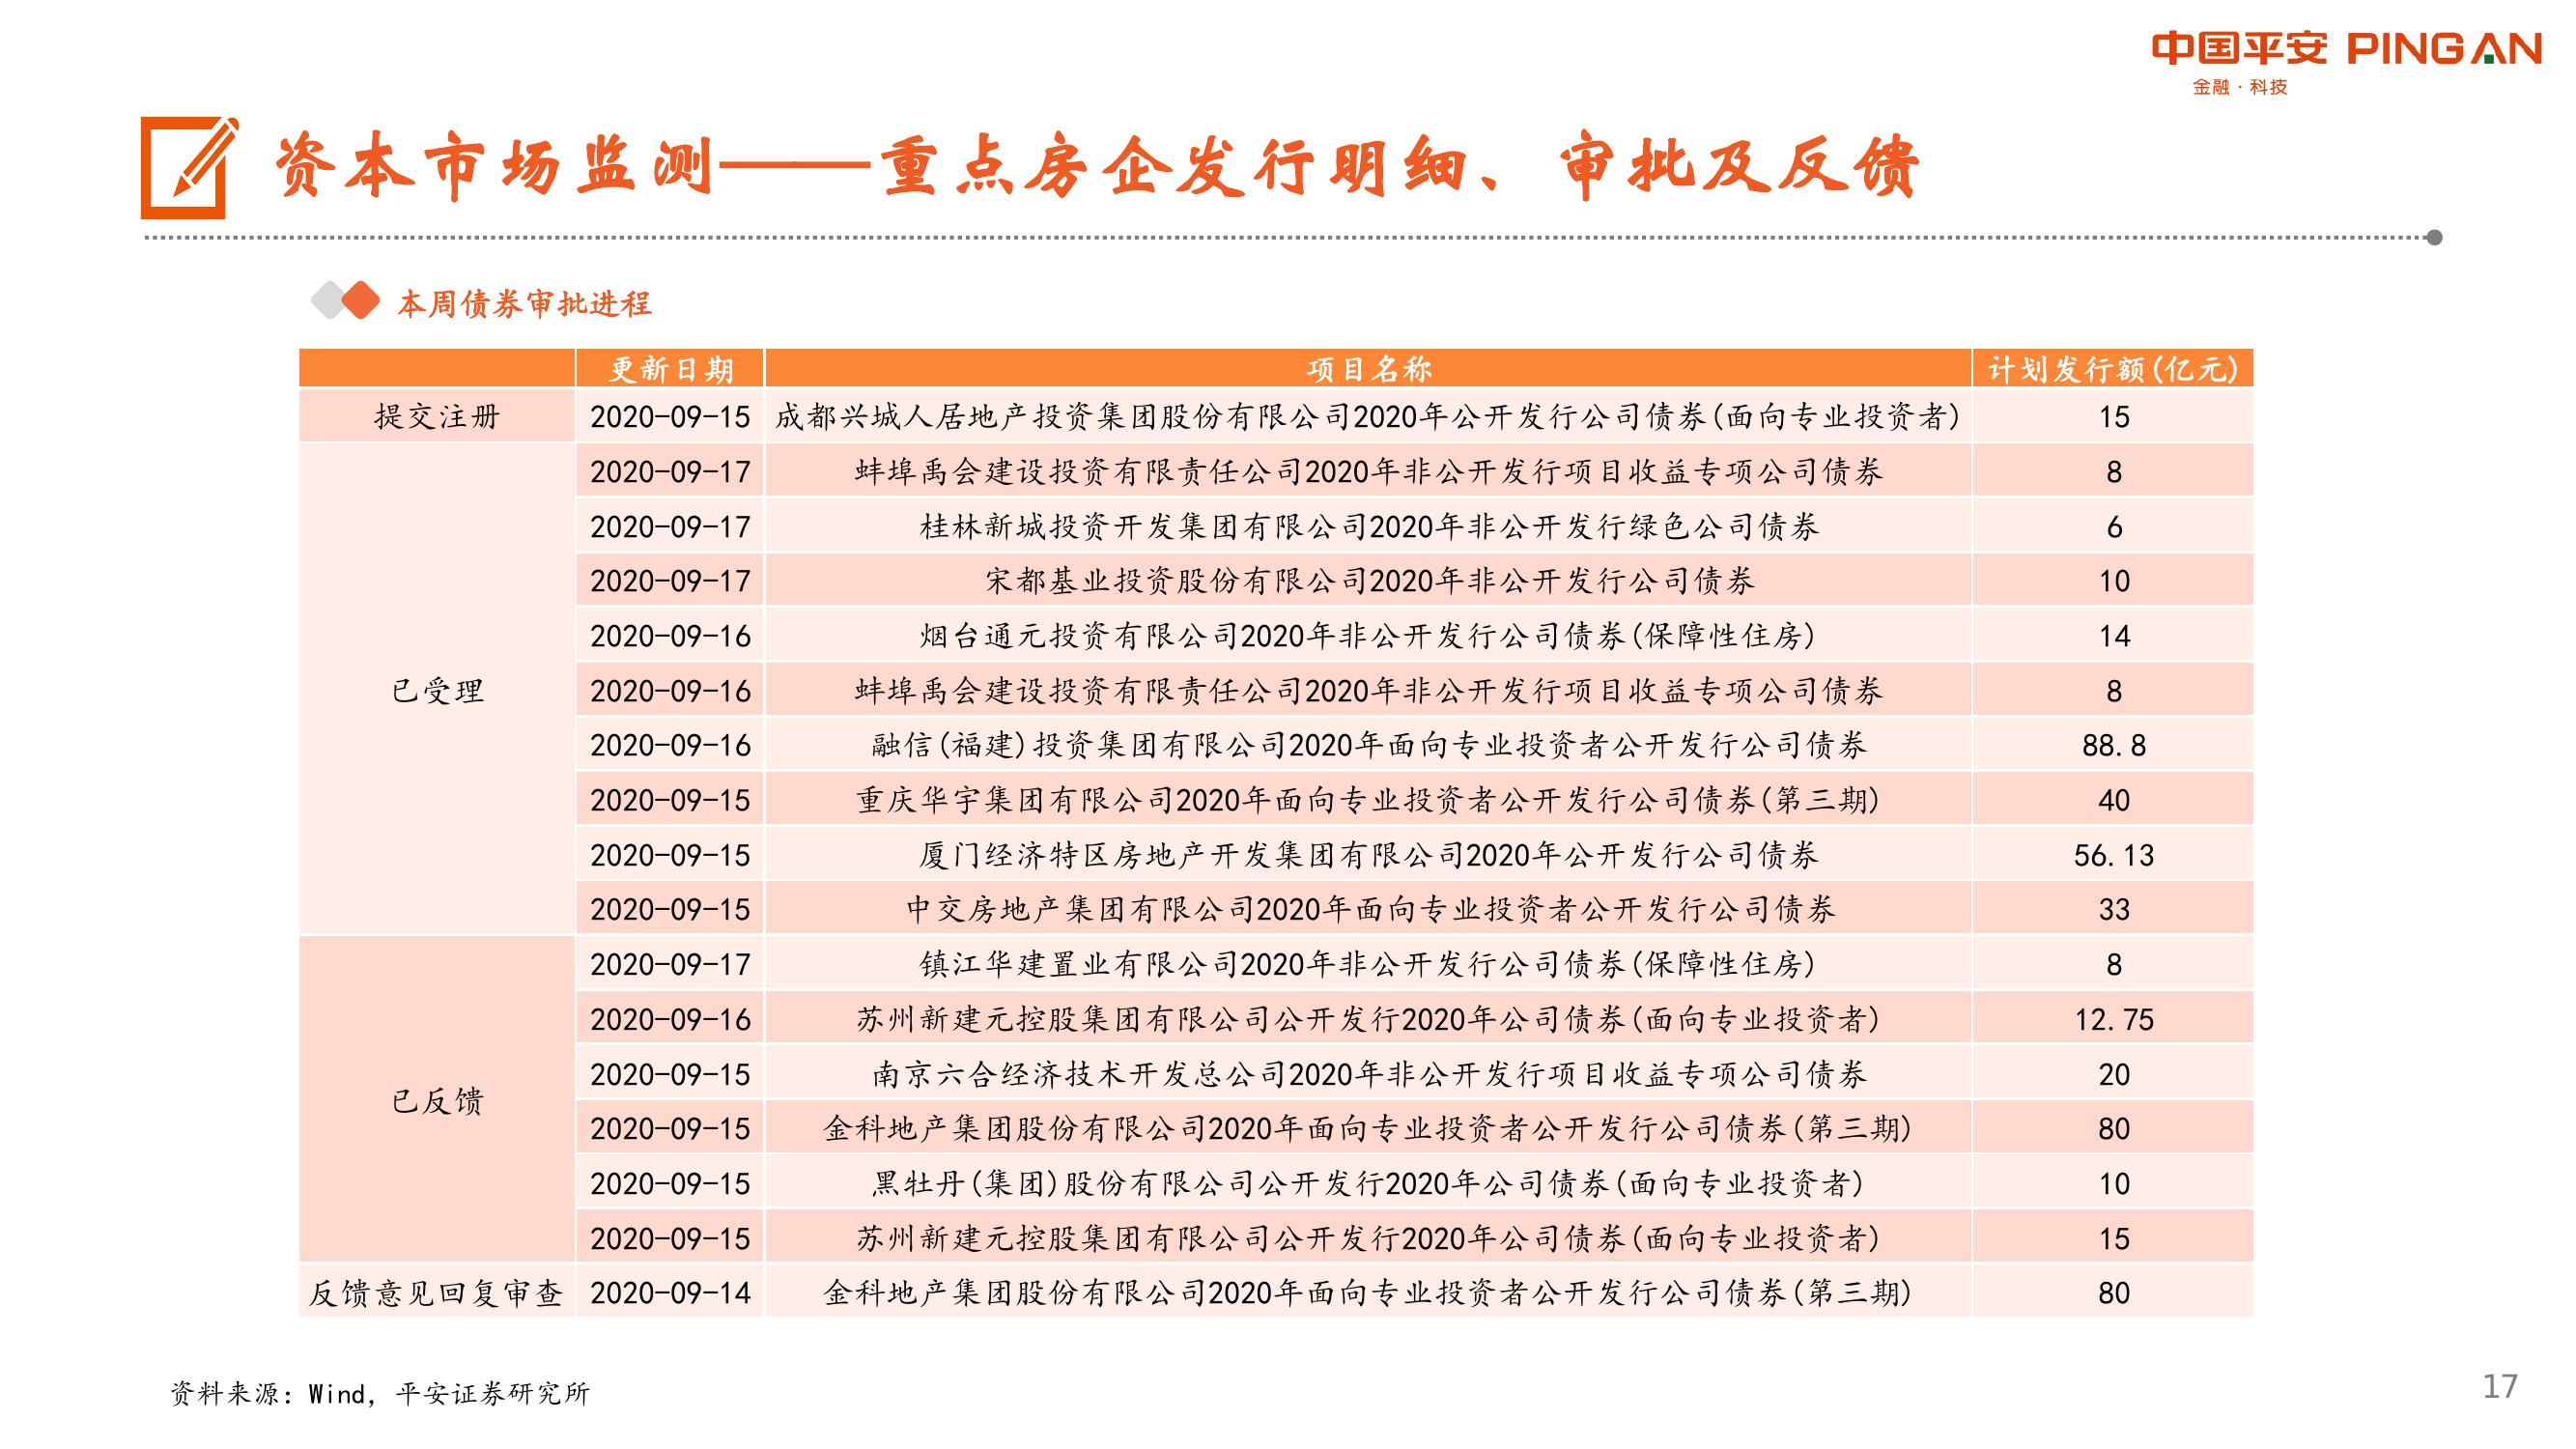 中国平安 PINGAN
金融·科技
资本市场监测——重点房企发行明细、审批及反馈
本周债券审批进程
更新日期 项目名称 计划发行额(亿元)
提交注册 2020-09-15 成都兴城人居地产投资集团股份有限公司2020年公开发行公司债券(面向专业投资者) 15
2020-09-17 蚌埠禹会建设投资有限责任公司2020年非公开发行项目收益专项公司债券 8
2020-09-17 桂林新城投资开发集团有限公司2020年非公开发行绿色公司债券 6
2020-09-17 宋都基业投资股份有限公司2020年非公开发行公司债券 10
2020-09-16 烟台通元投资有限公司2020年非公开发行公司债券(保障性住房) 14
已受理 2020-09-16 蚌埠禹会建设投资有限责任公司2020年非公开发行项目收益专项公司债券 8
2020-09-16 融信(福建)投资集团有限公司2020年面向专业投资者公开发行公司债券 88.8
2020-09-15 重庆华宇集团有限公司2020年面向专业投资者公开发行公司债券(第三期) 40
2020-09-15 厦门经济特区房地产开发集团有限公司2020年公开发行公司债券 56.13
2020-09-15 中交房地产集团有限公司2020年面向专业投资者公开发行公司债券 33
2020-09-17 镇江华建置业有限公司2020年非公开发行公司债券(保障性住房) 8
2020-09-16 苏州新建元控股集团有限公司公开发行2020年公司债券(面向专业投资者) 12.75
2020-09-15 南京六合经济技术开发总公司2020年非公开发行项目收益专项公司债券 20
已反馈 2020-09-15 金科地产集团股份有限公司2020年面向专业投资者公开发行公司债券(第三期) 80
2020-09-15 黑牡丹(集团)股份有限公司公开发行2020年公司债券(面向专业投资者) 10
2020-09-15 苏州新建元控股集团有限公司公开发行2020年公司债券(面向专业投资者) 15
反馈意见回复审查 2020-09-14 金科地产集团股份有限公司2020年面向专业投资者公开发行公司债券(第三期) 80
资料来源：Wind，平安证券研究所
17